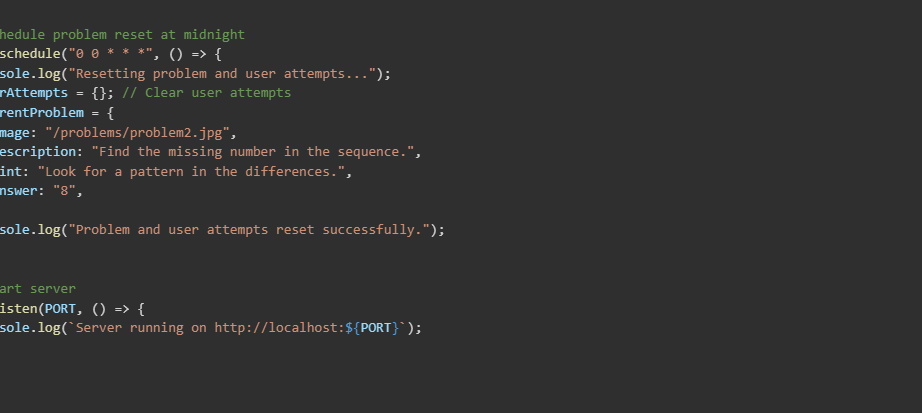 hedule problem reset at midnight
schedule("0 0 * * *", () => {
sole.log("Resetting problem and user attempts...");
rAttempts = {}; // Clear user attempts
rentProblem = {
mage: "/problems/problem2.jpg",
escription: "Find the missing number in the sequence.",
int: "Look for a pattern in the differences.",
nswer: "8",
sole.log("Problem and user attempts reset successfully.");
art server
isten(PORT, () => {
sole.log(`Server running on http://localhost:${PORT}`);